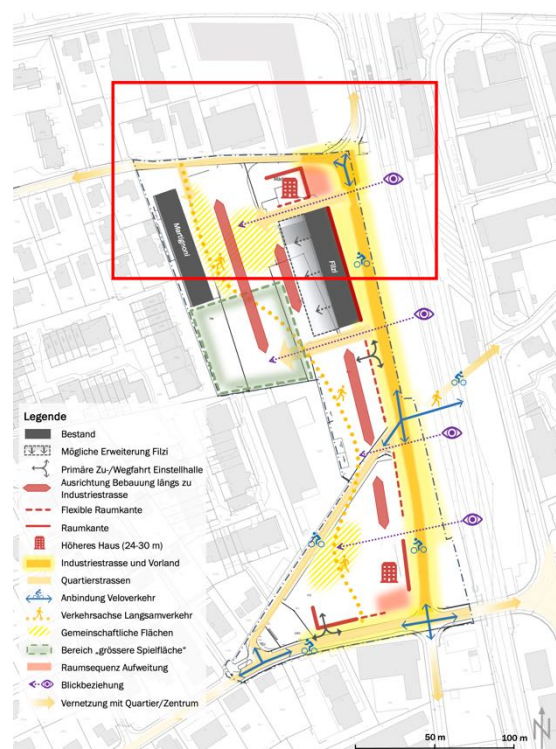 Martignoni
Filzi
Legende
Bestand
Mögliche Erweiterung Filzi
Primäre Zu-/Wegfahrt Einstellhalle
Ausrichtung Bebauung längs zu
Industriestrasse
Flexible Raumkante
Raumkante
Höheres Haus (24-30 m)
Industriestrasse und Vorland
Quartierstrassen
Anbindung Veloverkehr
Verkehrsachse Langsamverkehr
Gemeinschaftliche Flächen
Bereich „grössere Spielfläche"
Raumsequenz Aufweitung
Blickbeziehung
Vernetzung mit Quartier/Zentrum
50 m
100 m
N